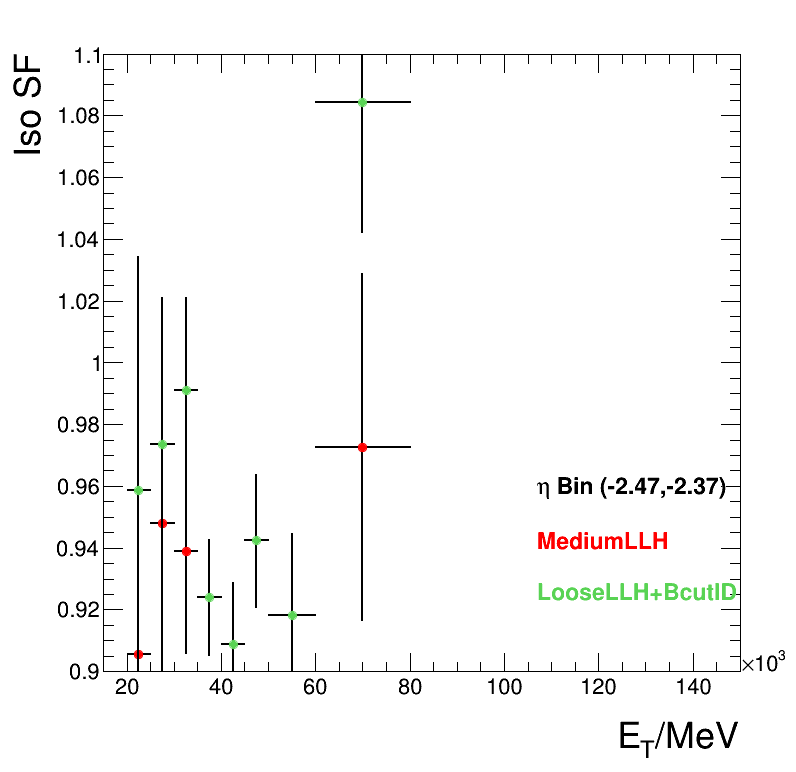 Iso SF
1.1
1.08
1.06
1.04
1.02
1
0.98
0.96
0.94
0.92
0.9
η Bin (-2.47,-2.37)
MediumLLH
LooseLLH+BcutID
20 40 60 80 100 120 140 ×10³
E_T/MeV